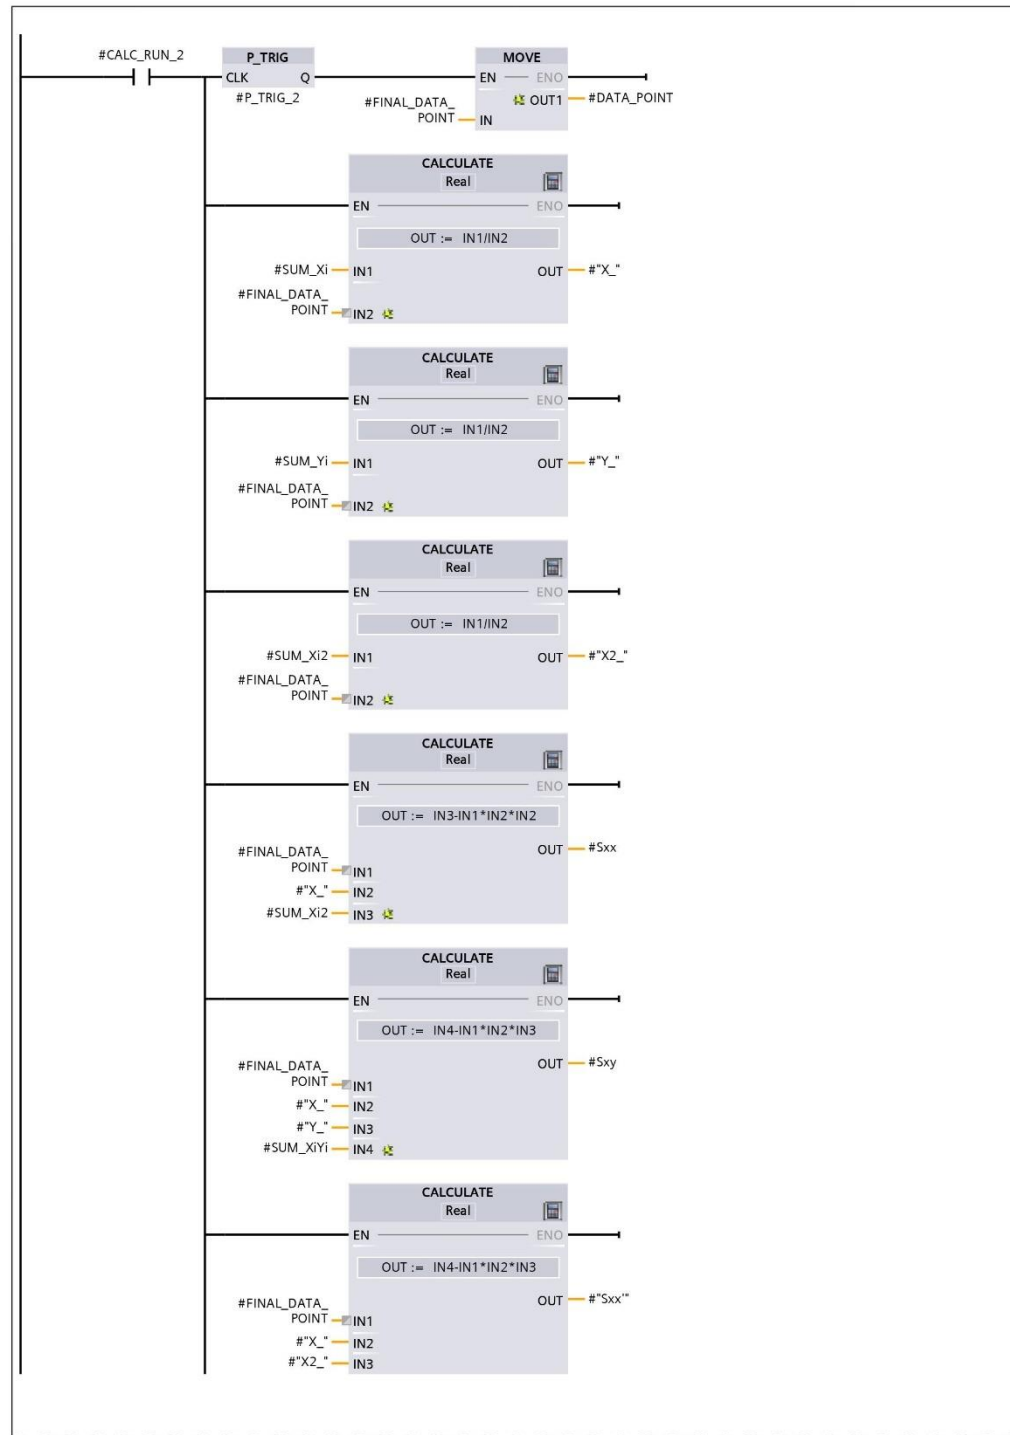 #CALC_RUN_2
P_TRIG
CLK Q
#P_TRIG_2
MOVE
EN ENO
#FINAL_DATA_
POINT
IN
OUT1
#DATA_POINT
CALCULATE
Real
EN ENO
OUT := IN1/IN2
#SUM_Xi IN1
OUT #"X_"
#FINAL_DATA_
POINT IN2
CALCULATE
Real
EN ENO
OUT := IN1/IN2
#SUM_Yi IN1
OUT #"Y_"
#FINAL_DATA_
POINT IN2
CALCULATE
Real
EN ENO
OUT := IN1/IN2
#SUM_Xi2 IN1
OUT #"X2_"
#FINAL_DATA_
POINT IN2
CALCULATE
Real
EN ENO
OUT := IN3-IN1*IN2*IN2
OUT #Sxx
#FINAL_DATA_
POINT IN1
#"X_" IN2
#SUM_Xi2 IN3
CALCULATE
Real
EN ENO
OUT := IN4-IN1*IN2*IN3
OUT #Sxy
#FINAL_DATA_
POINT IN1
#"X_" IN2
#"Y_" IN3
#SUM_XiYi IN4
CALCULATE
Real
EN ENO
OUT := IN4-IN1*IN2*IN3
OUT #"Sxx'"
#FINAL_DATA_
POINT IN1
#"X_" IN2
#"X2_" IN3